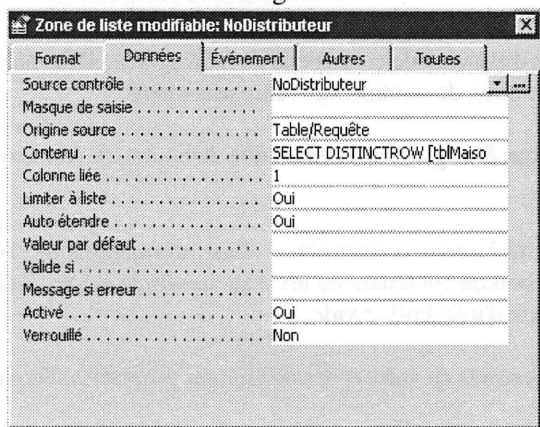 Zone de liste modifiable: NoDistributeur
Format Données Événement Autres Toutes
Source contrôle . . . . . . . . . . . . . . NoDistributeur
Masque de saisie . . . . . . . . . . . . .
Origine source . . . . . . . . . . . . . . . Table/Requête
Contenu . . . . . . . . . . . . . . . . . . . . SELECT DISTINCTROW [tblMaiso
Colonne liée . . . . . . . . . . . . . . . . . 1
Limiter à liste . . . . . . . . . . . . . . . . Oui
Auto étendre . . . . . . . . . . . . . . . . Oui
Valeur par défaut . . . . . . . . . . . .
Valide si . . . . . . . . . . . . . . . . . . . .
Message si erreur . . . . . . . . . . . .
Activé . . . . . . . . . . . . . . . . . . . . . . Oui
Verrouillé . . . . . . . . . . . . . . . . . . . Non